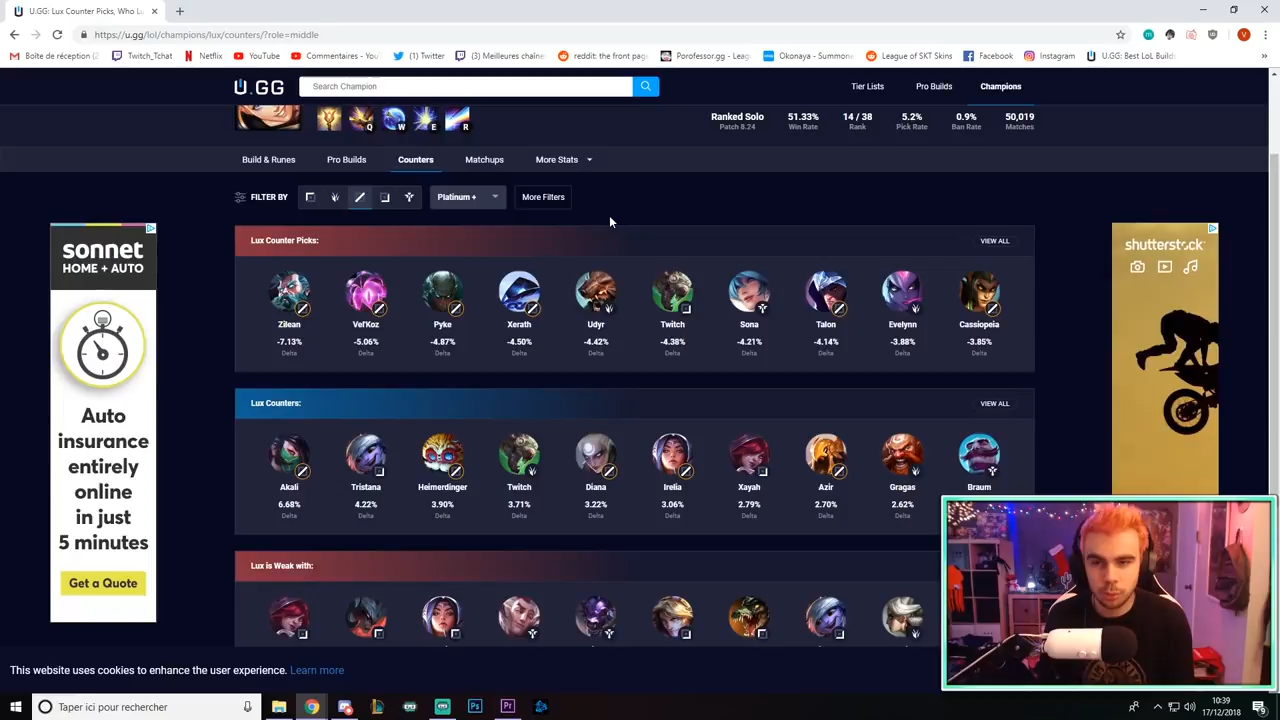 U.GG: Lux Counter Picks, Who Lu
https://u.gg/lol/champions/lux/counters/?role=middle
Boîte de réception (
Twitch_Tchat
Netflix
YouTube
Commentaires - You
(1) Twitter
(3) Meilleurs chaîne
reddit: the front page
Porofessor.gg - Leag
Okonaya - Summone
League of SKT Skins
Facebook
Instagram
U.GG: Best LoL Build
U.GG
Search Champion
Tier Lists
Pro Builds
Champions
Q W E R
Ranked Solo 51.33% 14 / 38 5.2% 0.9% 50,019
Patch 8.24 Win Rate Rank Pick Rate Ban Rate Matches
Build & Runes Pro Builds Counters Matchups More Stats
FILTER BY Platinum + More Filters
Lux Counter Picks: VIEW ALL
Zilean Vel'Koz Pyke Xerath Udyr Twitch Sona Talon Evelynn Cassiopeia
-7.13% -5.06% -4.87% -4.50% -4.42% -4.38% -4.21% -4.14% -3.88% -3.85%
Delta Delta Delta Delta Delta Delta Delta Delta Delta Delta
Lux Counters: VIEW ALL
Akali Tristana Heimerdinger Twitch Diana Irelia Xayah Azir Gragas Braum
6.68% 4.22% 3.90% 3.71% 3.22% 3.06% 2.79% 2.70% 2.62%
Delta Delta Delta Delta Delta Delta Delta Delta Delta
Lux is Weak with:
sonnet
HOME + AUTO
Auto
insurance
entirely
online
in just
5 minutes
Get a Quote
shutterstock
This website uses cookies to enhance the user experience. Learn more
Taper ici pour rechercher
10:39
17/12/2018